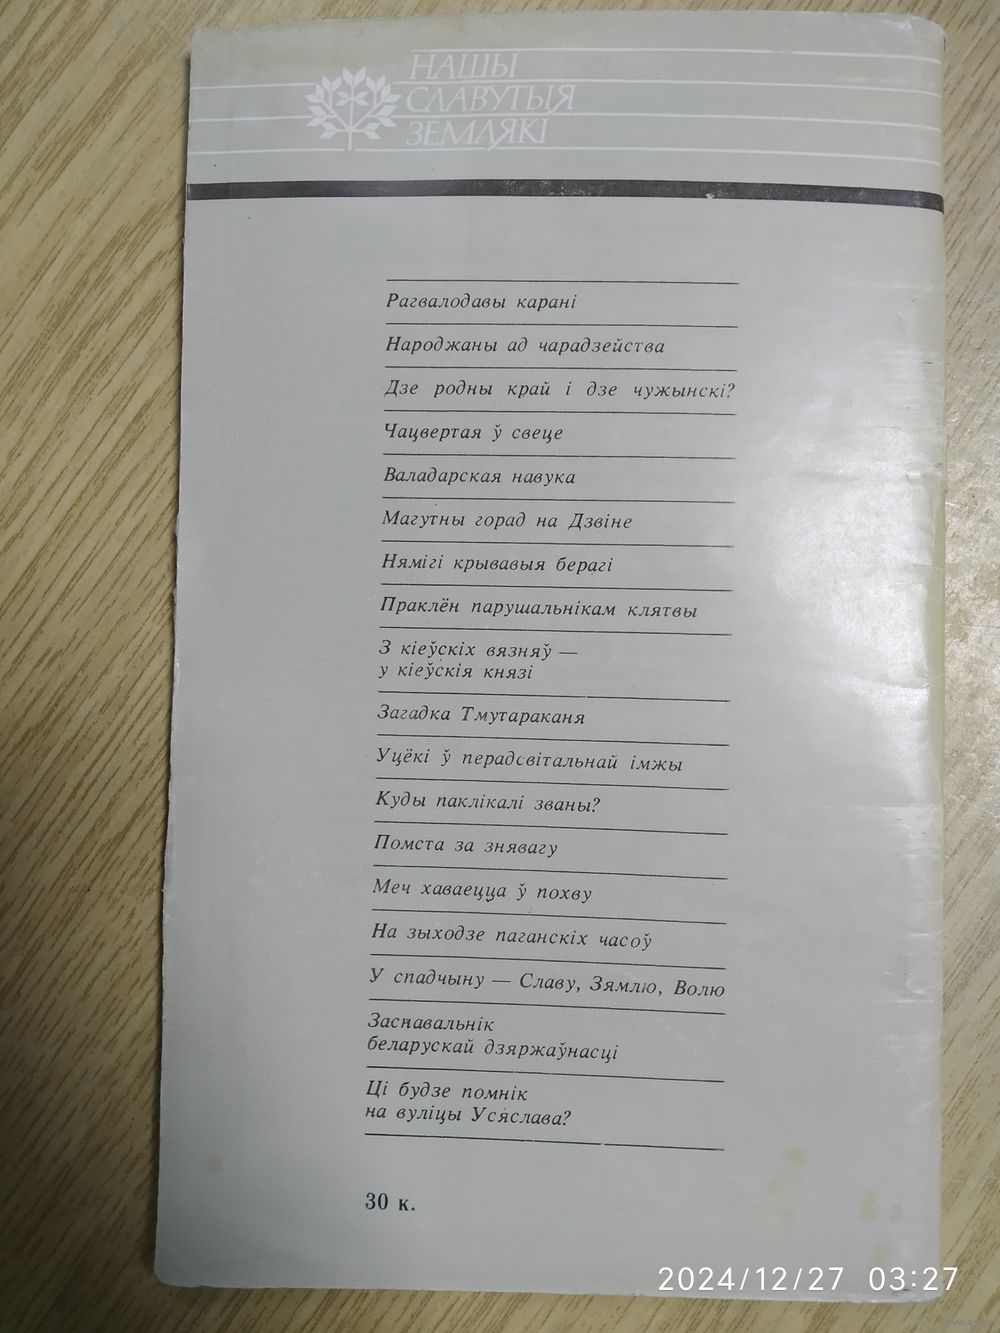 НАШЫ
СЛАВУТЫЯ
ЗЕМЛЯКІ
Рагвалодавы карані
Народжаны ад чарадзейства
Дзе родны край і дзе чужынскі?
Чацвертая ў свеце
Валадарская навука
Магутны горад на Дзвіне
Нямігі крывавыя берагі
Праклён парушальнікам клятвы
З кіеўскіх вязняў —
у кіеўскія князі
Загадка Тмутараканя
Уцёкі ў перадсвітальнай імжы
Куды паклікалі званы?
Помста за знявагу
Меч хаваецца ў похву
На зыходзе паганскіх часоў
У спадчыну — Славу, Зямлю, Волю
Заснавальнік
беларускай дзяржаўнасці
Ці будзе помнік
на вуліцы Усяслава?
30 к.
2024/12/27 03:27